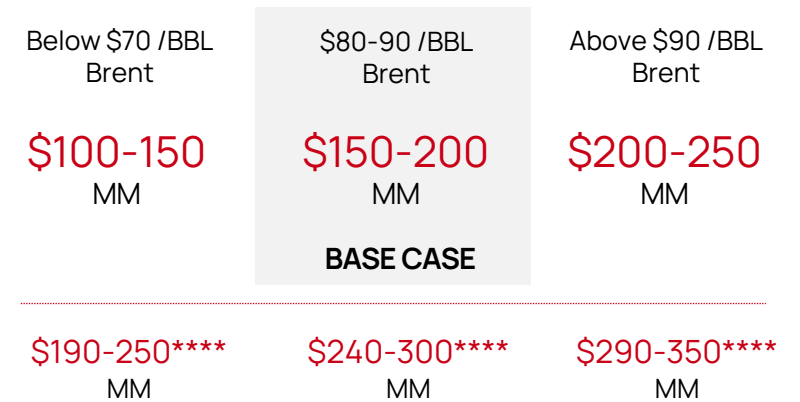 Below $70 /BBL
Brent
$100-150
MM
$80-90 /BBL
Brent
$150-200
MM
BASE CASE
Above $90 /BBL
Brent
$200-250
MM
$190-250****
MM
$240-300****
MM
$290-350****
MM